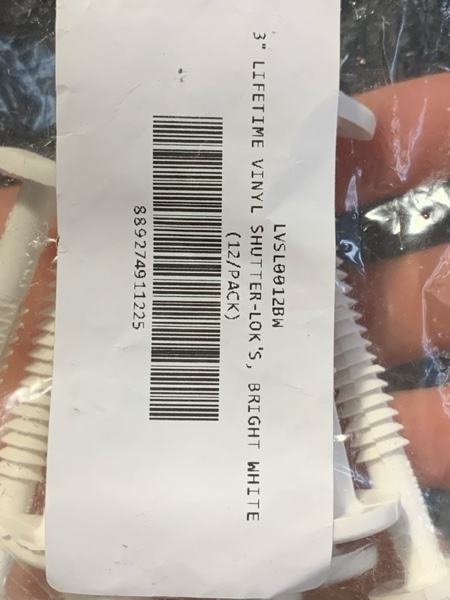 LVSL0012BW
3" LIFETIME VINYL SHUTTER-LOK'S, BRIGHT WHITE
(12/PACK)
889274911225